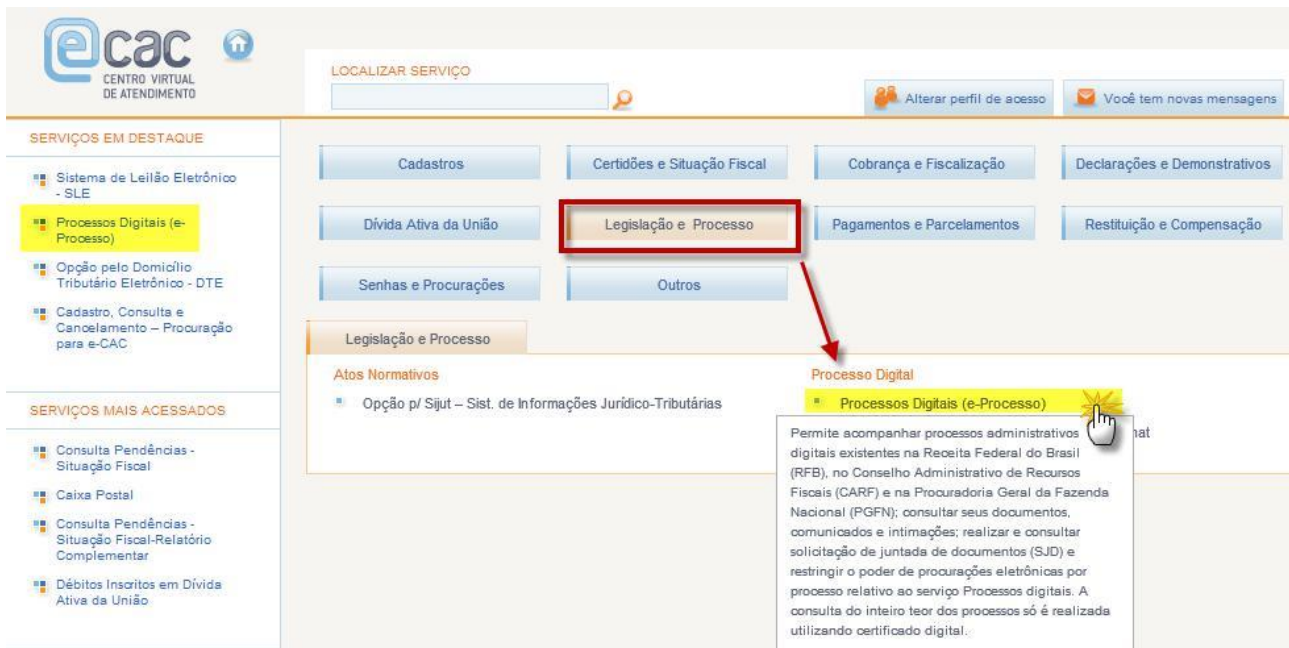 ecac
CENTRO VIRTUAL
DE ATENDIMENTO
LOCALIZAR SERVIÇO
Alterar perfil de acesso
Você tem novas mensagens
SERVIÇOS EM DESTAQUE
Sistema de Leilão Eletrônico
- SLE
Processos Digitais (e-
Processo)
Opção pelo Domicílio
Tributário Eletrônico - DTE
Cadastro, Consulta e
Cancelamento – Procuração
para e-CAC
SERVIÇOS MAIS ACESSADOS
Consulta Pendências -
Situação Fiscal
Caixa Postal
Consulta Pendências -
Situação Fiscal-Relatório
Complementar
Débitos Inscritos em Dívida
Ativa da União
Cadastros
Certidões e Situação Fiscal
Cobrança e Fiscalização
Declarações e Demonstrativos
Dívida Ativa da União
Legislação e Processo
Pagamentos e Parcelamentos
Restituição e Compensação
Senhas e Procurações
Outros
Legislação e Processo
Atos Normativos
Opção p/ Sijut – Sist. de Informações Jurídico-Tributárias
Processo Digital
Processos Digitais (e-Processo)
Permite acompanhar processos administrativos
digitais existentes na Receita Federal do Brasil
(RFB), no Conselho Administrativo de Recursos
Fiscais (CARF) e na Procuradoria Geral da Fazenda
Nacional (PGFN); consultar seus documentos,
comunicados e intimações; realizar e consultar
solicitação de juntada de documentos (SJD) e
restringir o poder de procurações eletrônicas por
processo relativo ao serviço Processos digitais. A
consulta do inteiro teor dos processos só é realizada
utilizando certificado digital.